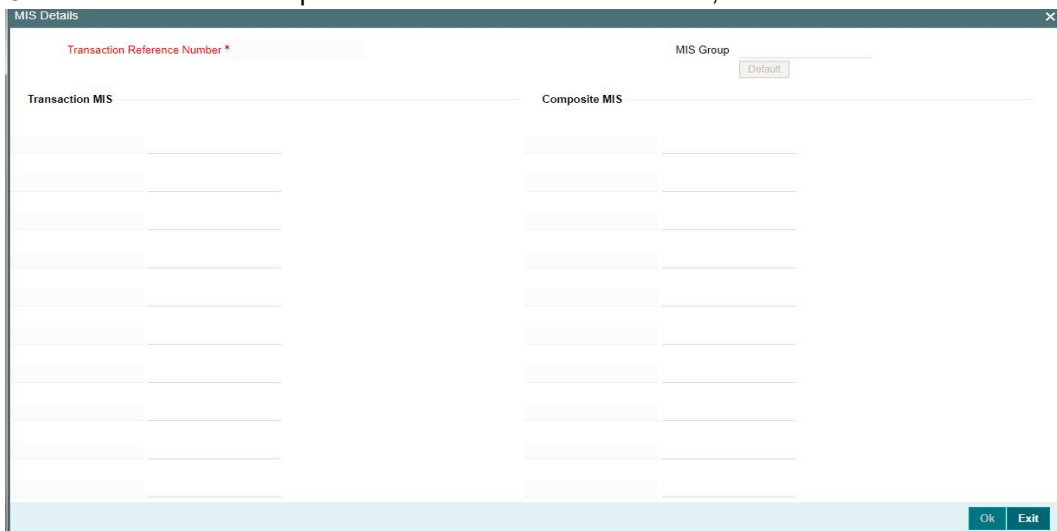 MIS Details
Transaction Reference Number *
MIS Group
Default
Transaction MIS
Composite MIS
Ok
Exit